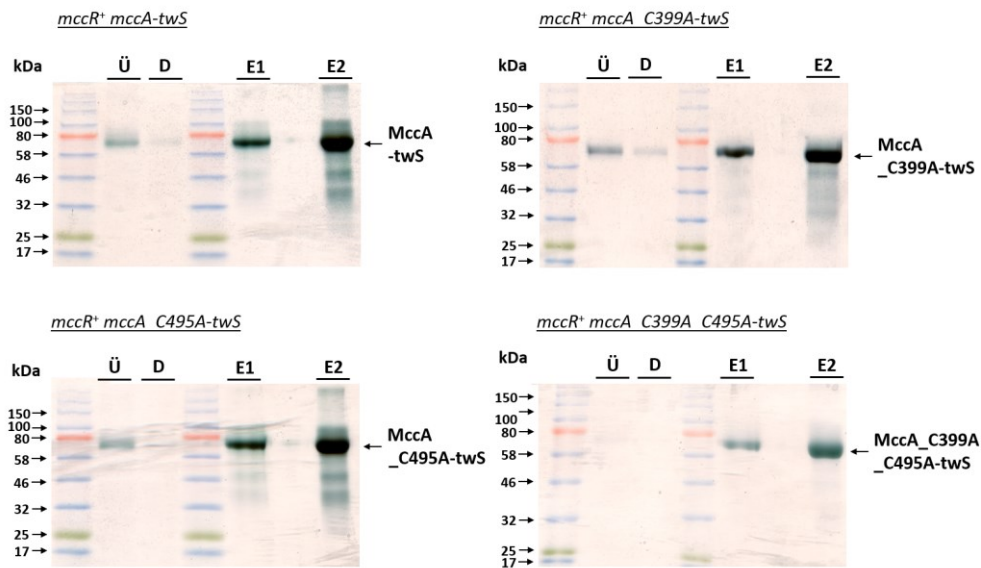 mccR⁺ mccA-twS
kDa Ü D E1 E2
150
100
80
58
46
32
25
17
MccA
-twS
mccR⁺ mccA_C399A-twS
kDa Ü D E1 E2
150
100
80
58
46
32
25
17
MccA
_C399A-twS
mccR⁺ mccA_C495A-twS
kDa Ü D E1 E2
150
100
80
58
46
32
25
17
MccA
_C495A-twS
mccR⁺ mccA_C399A_C495A-twS
kDa Ü D E1 E2
150
100
80
58
46
32
25
17
MccA_C399A
_C495A-twS